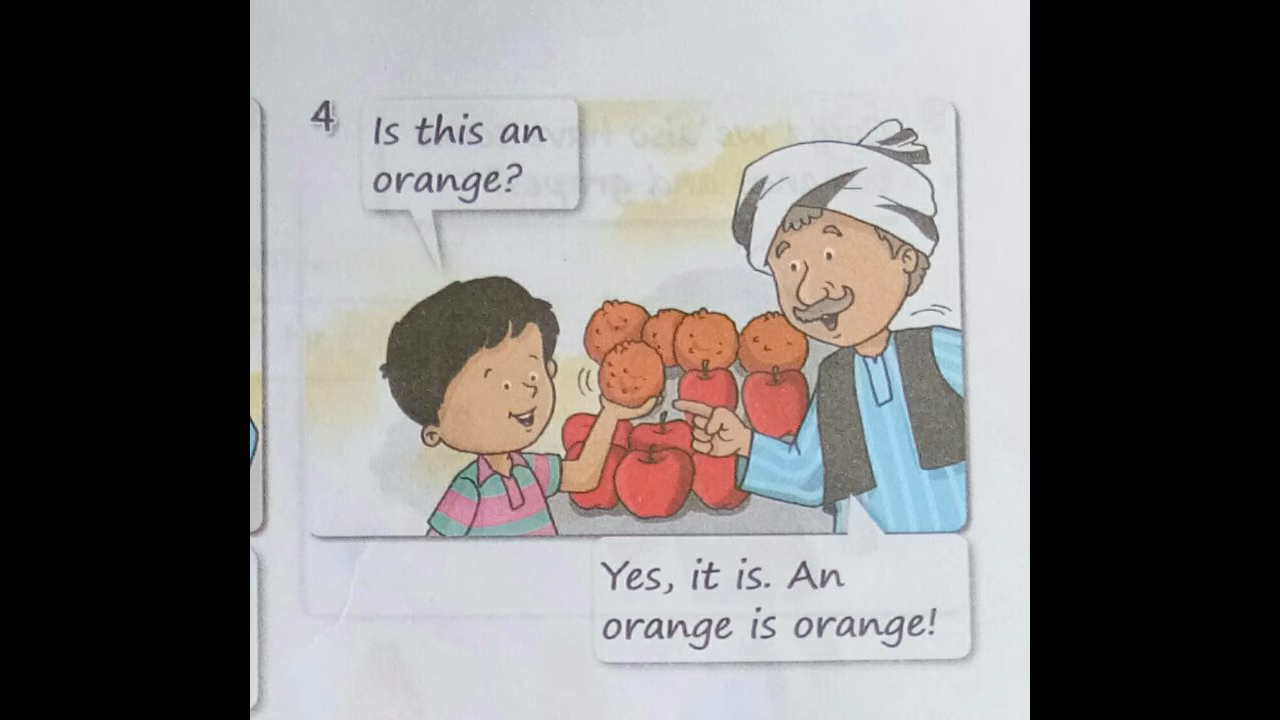 4
Is this an
orange?
Yes, it is. An
orange is orange!